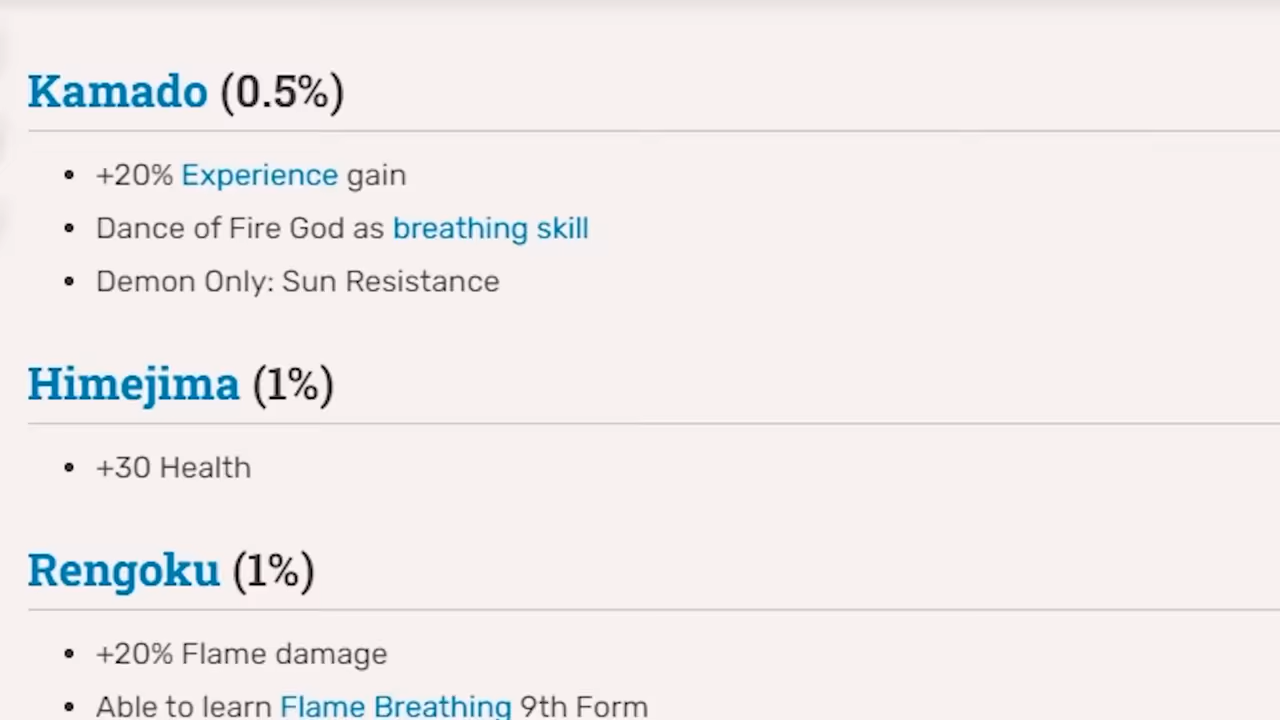 Kamado (0.5%)
+20% Experience gain
Dance of Fire God as breathing skill
Demon Only: Sun Resistance
Himejima (1%)
+30 Health
Rengoku (1%)
+20% Flame damage
Able to learn Flame Breathing 9th Form